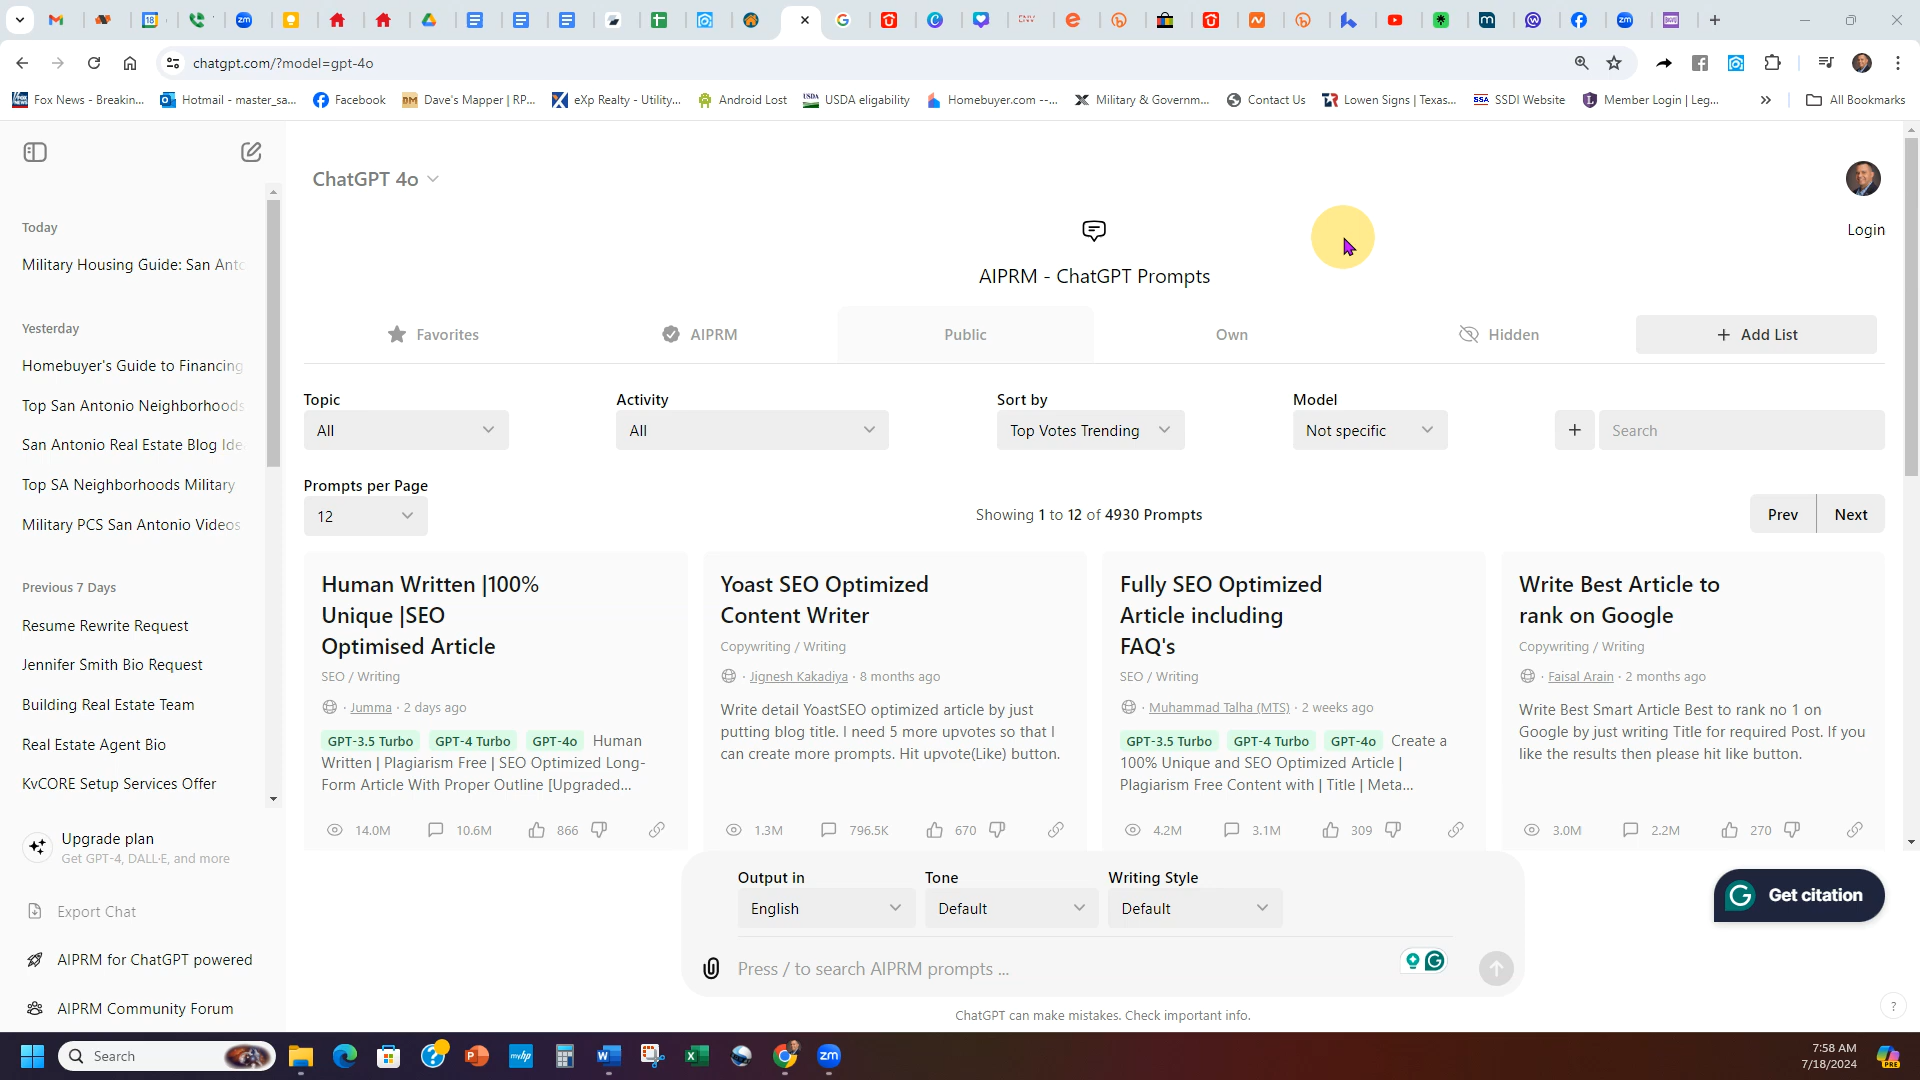 chatgpt.com/?model=gpt-4o
Fox News - Breakin...
Hotmail - master_sa...
Facebook
Dave's Mapper | RP...
eXp Realty - Utility...
Android Lost
USDA eligibility
Homebuyer.com --...
Military & Governm...
Contact Us
Lowen Signs | Texas...
SSDI Website
Member Login | Leg...
All Bookmarks
ChatGPT 4o
Login
AIPRM - ChatGPT Prompts
Today
Military Housing Guide: San Anto
Yesterday
Homebuyer's Guide to Financing
Top San Antonio Neighborhoods
San Antonio Real Estate Blog Ide
Top SA Neighborhoods Military
Military PCS San Antonio Videos
Previous 7 Days
Resume Rewrite Request
Jennifer Smith Bio Request
Building Real Estate Team
Real Estate Agent Bio
KvCORE Setup Services Offer
Upgrade plan
Get GPT-4, DALL·E, and more
Export Chat
AIPRM for ChatGPT powered
AIPRM Community Forum
Favorites
AIPRM
Public
Own
Hidden
+ Add List
Topic
All
Activity
All
Sort by
Top Votes Trending
Model
Not specific
+
Search
Prompts per Page
12
Showing 1 to 12 of 4930 Prompts
Prev
Next
Human Written |100%
Unique |SEO
Optimised Article
SEO / Writing
· Jumma · 2 days ago
GPT-3.5 Turbo GPT-4 Turbo GPT-4o Human
Written | Plagiarism Free | SEO Optimized Long-
Form Article With Proper Outline [Upgraded...
14.0M 10.6M 866
Yoast SEO Optimized
Content Writer
Copywriting / Writing
· Jignesh Kakadiya · 8 months ago
Write detail YoastSEO optimized article by just
putting blog title. I need 5 more upvotes so that I
can create more prompts. Hit upvote(Like) button.
1.3M 796.5K 670
Fully SEO Optimized
Article including
FAQ's
SEO / Writing
· Muhammad Talha (MTS) · 2 weeks ago
GPT-3.5 Turbo GPT-4 Turbo GPT-4o Create a
100% Unique and SEO Optimized Article |
Plagiarism Free Content with | Title | Meta...
4.2M 3.1M 309
Write Best Article to
rank on Google
Copywriting / Writing
· Faisal Arain · 2 months ago
Write Best Smart Article Best to rank no 1 on
Google by just writing Title for required Post. If you
like the results then please hit like button.
3.0M 2.2M 270
Output in
English
Tone
Default
Writing Style
Default
Press / to search AIPRM prompts ...
Get citation
ChatGPT can make mistakes. Check important info.
?
Search
7:58 AM
7/18/2024